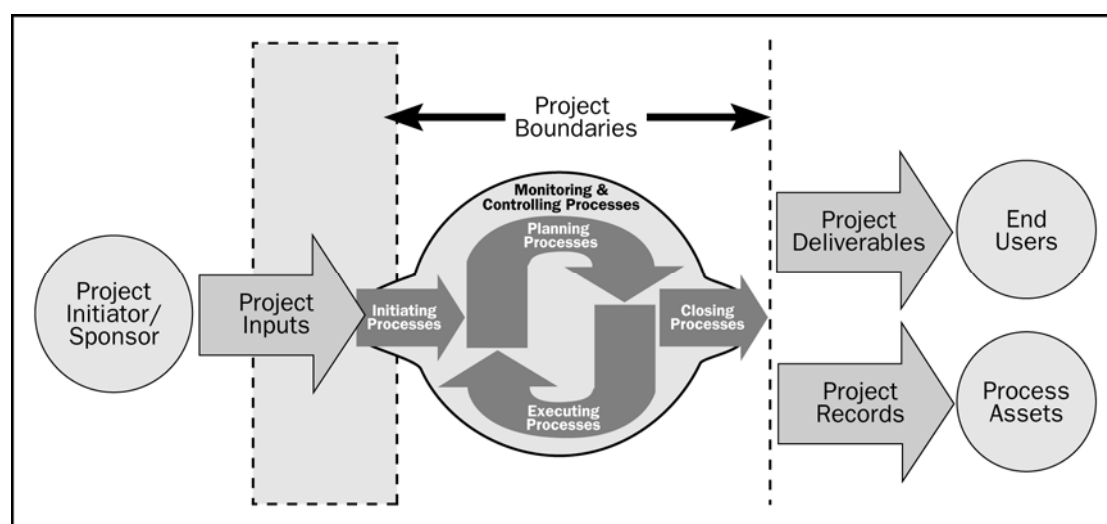 Project
Boundaries
Monitoring &
Controlling Processes
Planning
Processes
Project
Initiator/
Sponsor
Project
Inputs
Initiating
Processes
Closing
Processes
Executing
Processes
Project
Deliverables
End
Users
Project
Records
Process
Assets